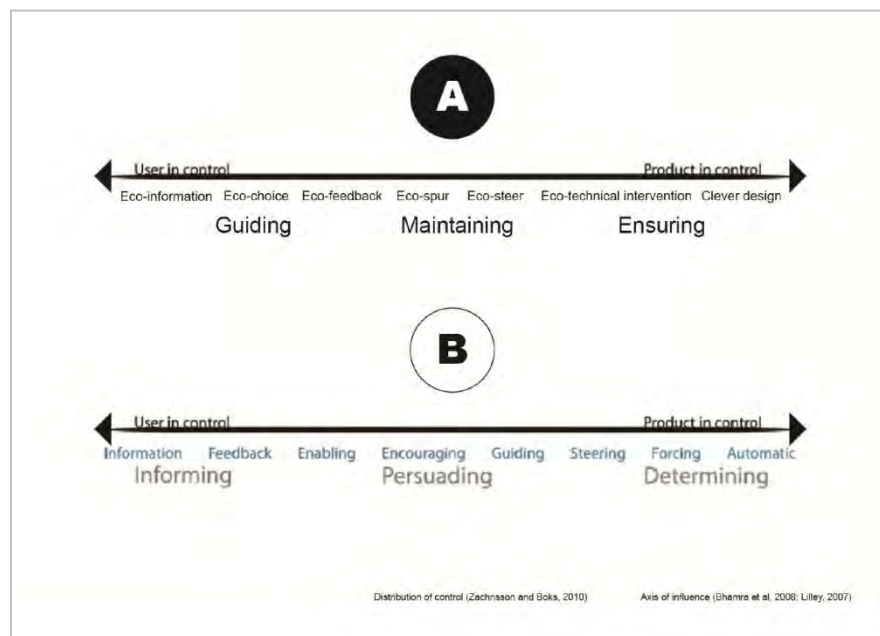 A
User in control Product in control
Eco-information Eco-choice Eco-feedback Eco-spur Eco-steer Eco-technical intervention Clever design
Guiding Maintaining Ensuring
B
User in control Product in control
Information Feedback Enabling Encouraging Guiding Steering Forcing Automatic
Informing Persuading Determining
Distribution of control (Zachrisson and Boks, 2010) Axis of influence (Bhamra et al, 2008; Lilley, 2007)